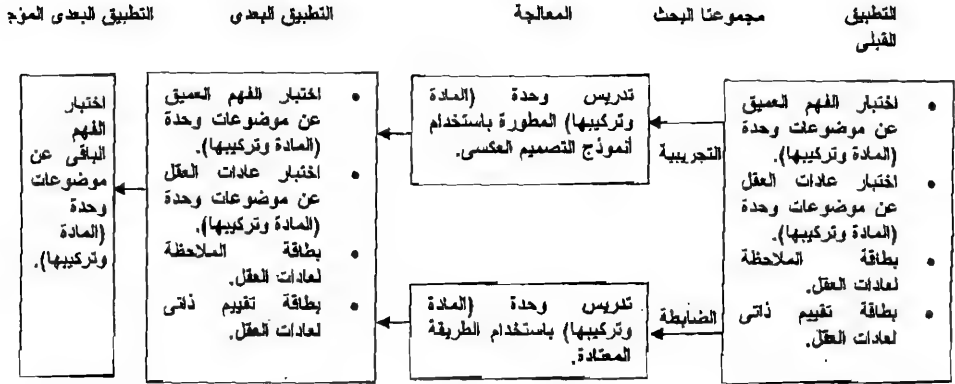 التطبيق القبلى
مجموعتا البحث
المعالجة
التطبيق البعدى
التطبيق البعدى المؤج
• اختبار الفهم العميق
عن موضوعات وحدة
(المادة وتركيبها).
• اختبار عادات العقل
عن موضوعات وحدة
(المادة وتركيبها).
• بطاقة الملاحظة
لعادات العقل.
• بطاقة تقييم ذاتى
لعادات العقل.
التجريبية
الضابطة
تدريس وحدة (المادة
وتركيبها) المطورة باستخدام
أنموذج التصميم العكسى.
تدريس وحدة (المادة
وتركيبها) باستخدام الطريقة
المعتادة.
• اختبار الفهم العميق
عن موضوعات وحدة
(المادة وتركيبها).
• اختبار عادات العقل
عن موضوعات وحدة
(المادة وتركيبها).
• بطاقة الملاحظة
لعادات العقل.
• بطاقة تقييم ذاتى
لعادات العقل.
اختبار
الفهم
الباقى عن
موضوعات
وحدة
(المادة
وتركيبها).